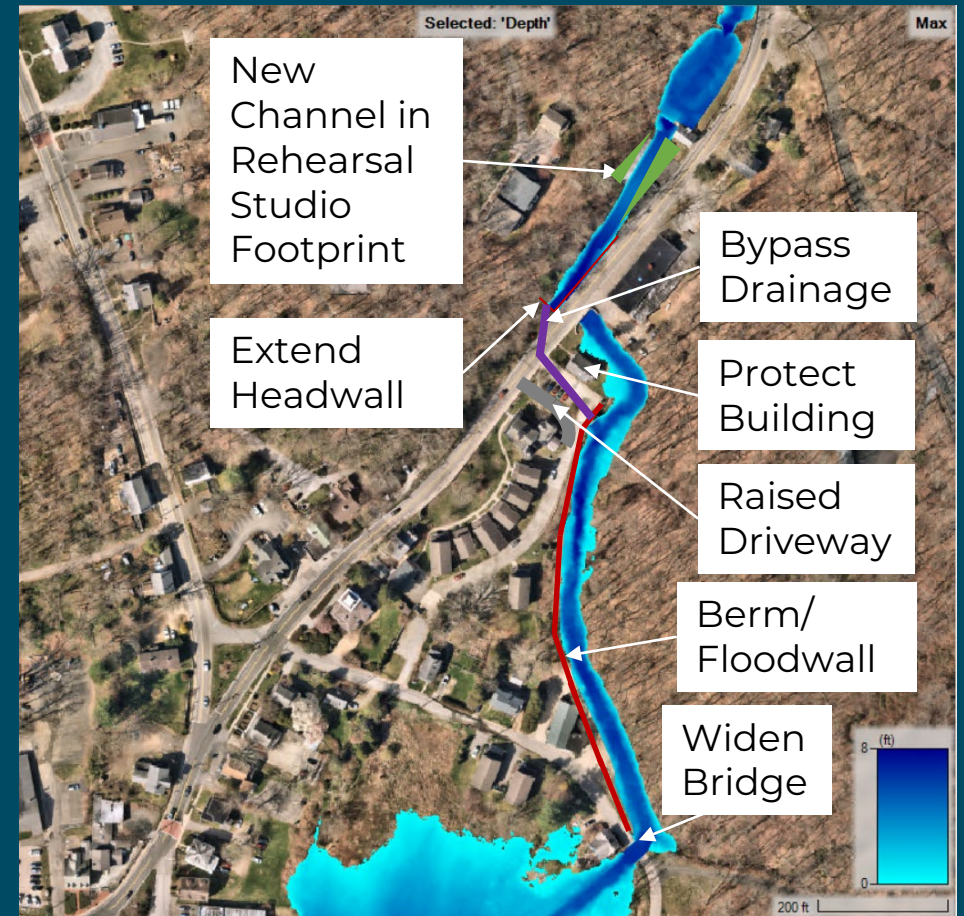 Selected: 'Depth'
Max
New
Channel in
Rehearsal
Studio
Footprint
Bypass
Drainage
Extend
Headwall
Protect
Building
Raised
Driveway
Berm/
Floodwall
Widen
Bridge
(ft)
8
0
200 ft